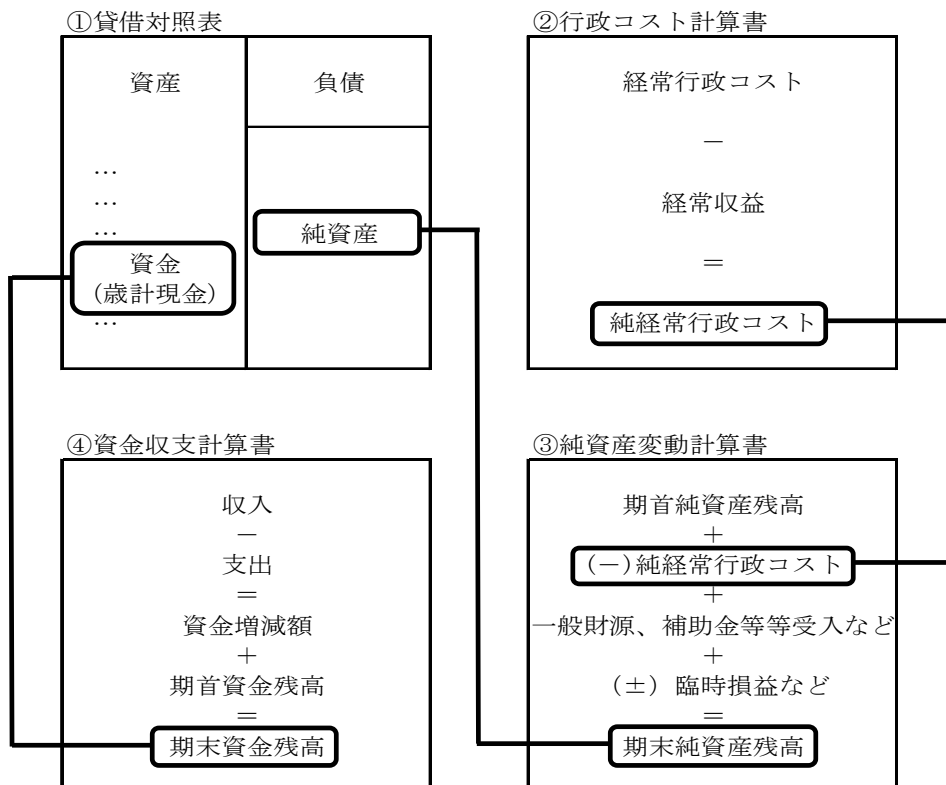 ①貸借対照表
資産
負債
…
…
…
純資産
資金
(歳計現金)
…
②行政コスト計算書
経常行政コスト
－
経常収益
＝
純経常行政コスト
④資金収支計算書
収入
－
支出
＝
資金増減額
＋
期首資金残高
＝
期末資金残高
③純資産変動計算書
期首純資産残高
＋
(－)純経常行政コスト
＋
一般財源、補助金等等受入など
＋
(±) 臨時損益など
＝
期末純資産残高